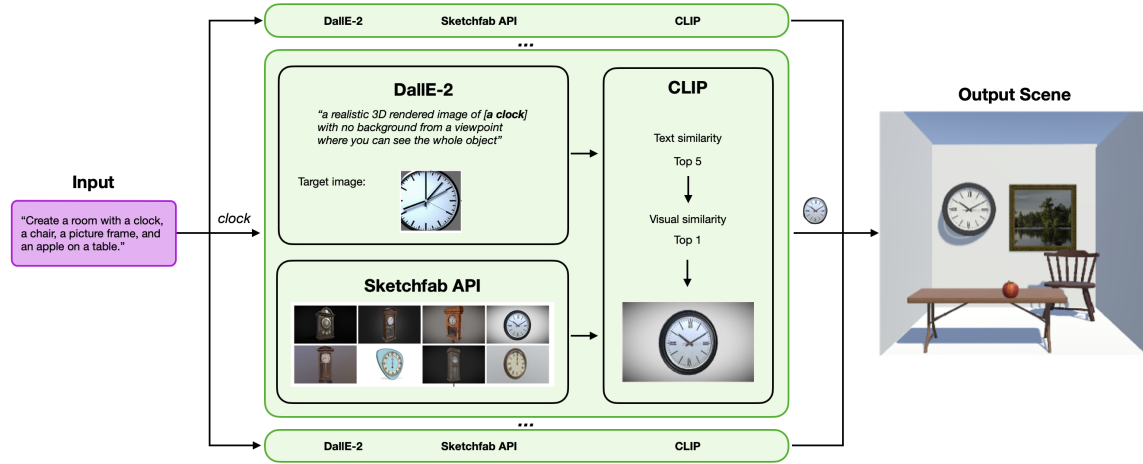 DallE-2 Sketchfab API CLIP
...
Input
“Create a room with a clock,
a chair, a picture frame, and
an apple on a table.”
clock
DallE-2
“a realistic 3D rendered image of [a clock]
with no background from a viewpoint
where you can see the whole object”
Target image:
Sketchfab API
CLIP
Text similarity
Top 5
Visual similarity
Top 1
Output Scene
...
DallE-2 Sketchfab API CLIP